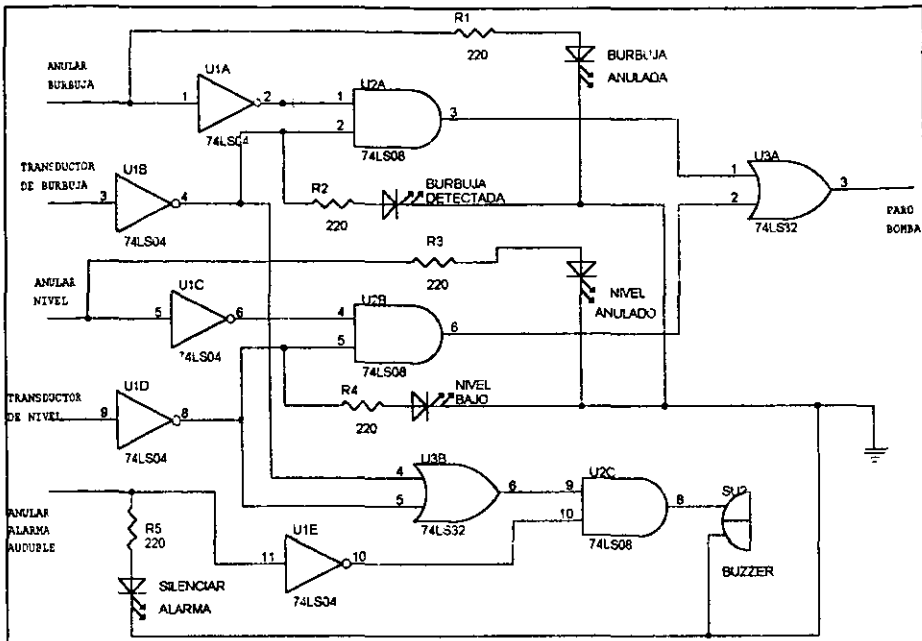 R1
220
ANULAR
BURBUJA
U1A
1
2
74LS04
BURBUJA
ANULADA
U2A
1
2
3
74LS08
TRANSDUCTOR
DE BURBUJA
U1B
3
4
74LS04
R2
220
BURBUJA
DETECTADA
U3A
1
2
3
74LS32
PARO
BOMBA
R3
220
ANULAR
NIVEL
U1C
5
6
74LS04
NIVEL
ANULADO
U2B
4
5
6
74LS08
TRANSDUCTOR
DE NIVEL
U1D
9
8
74LS04
R4
220
NIVEL
BAJO
U3B
4
5
6
74LS32
U2C
9
10
8
74LS08
BUZZER
ANULAR
ALARMA
AUDUBLE
R5
220
U1E
11
10
74LS04
SILENCIAR
ALARMA